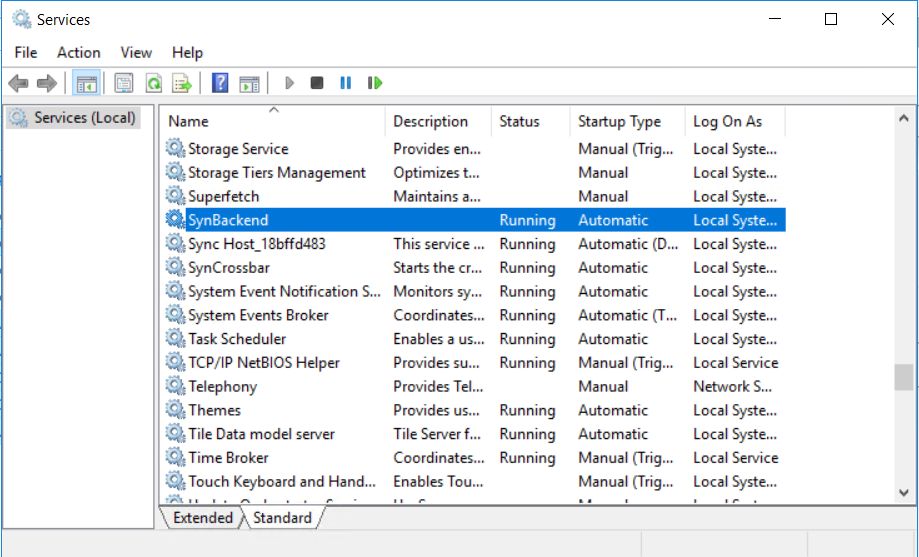 Services
File Action View Help
Services (Local)
Name Description Status Startup Type Log On As
Storage Service Provides en... Manual (Trig... Local Syste...
Storage Tiers Management Optimizes t... Manual Local Syste...
Superfetch Maintains a... Manual Local Syste...
SynBackend Running Automatic Local Syste...
Sync Host_18bffd483 This service ... Running Automatic (D... Local Syste...
SynCrossbar Starts the cr... Running Automatic Local Syste...
System Event Notification S... Monitors sy... Running Automatic Local Syste...
System Events Broker Coordinates... Running Automatic (T... Local Syste...
Task Scheduler Enables a us... Running Automatic Local Syste...
TCP/IP NetBIOS Helper Provides su... Running Manual (Trig... Local Service
Telephony Provides Tel... Manual Network S...
Themes Provides us... Running Automatic Local Syste...
Tile Data model server Tile Server f... Running Automatic Local Syste...
Time Broker Coordinates... Running Manual (Trig... Local Service
Touch Keyboard and Hand... Enables Tou... Manual (Trig... Local Syste...
Extended Standard